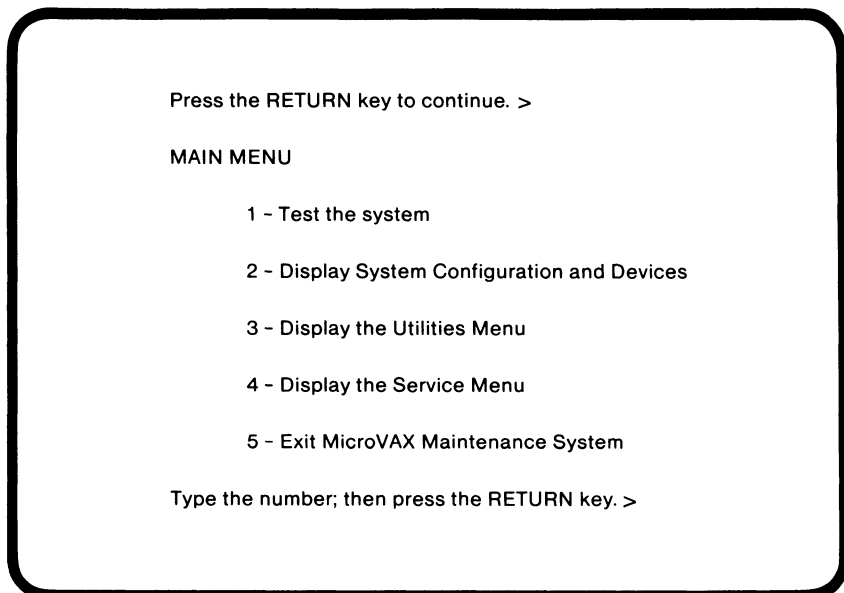 Press the RETURN key to continue. >
MAIN MENU
1 - Test the system
2 - Display System Configuration and Devices
3 - Display the Utilities Menu
4 - Display the Service Menu
5 - Exit MicroVAX Maintenance System
Type the number; then press the RETURN key. >